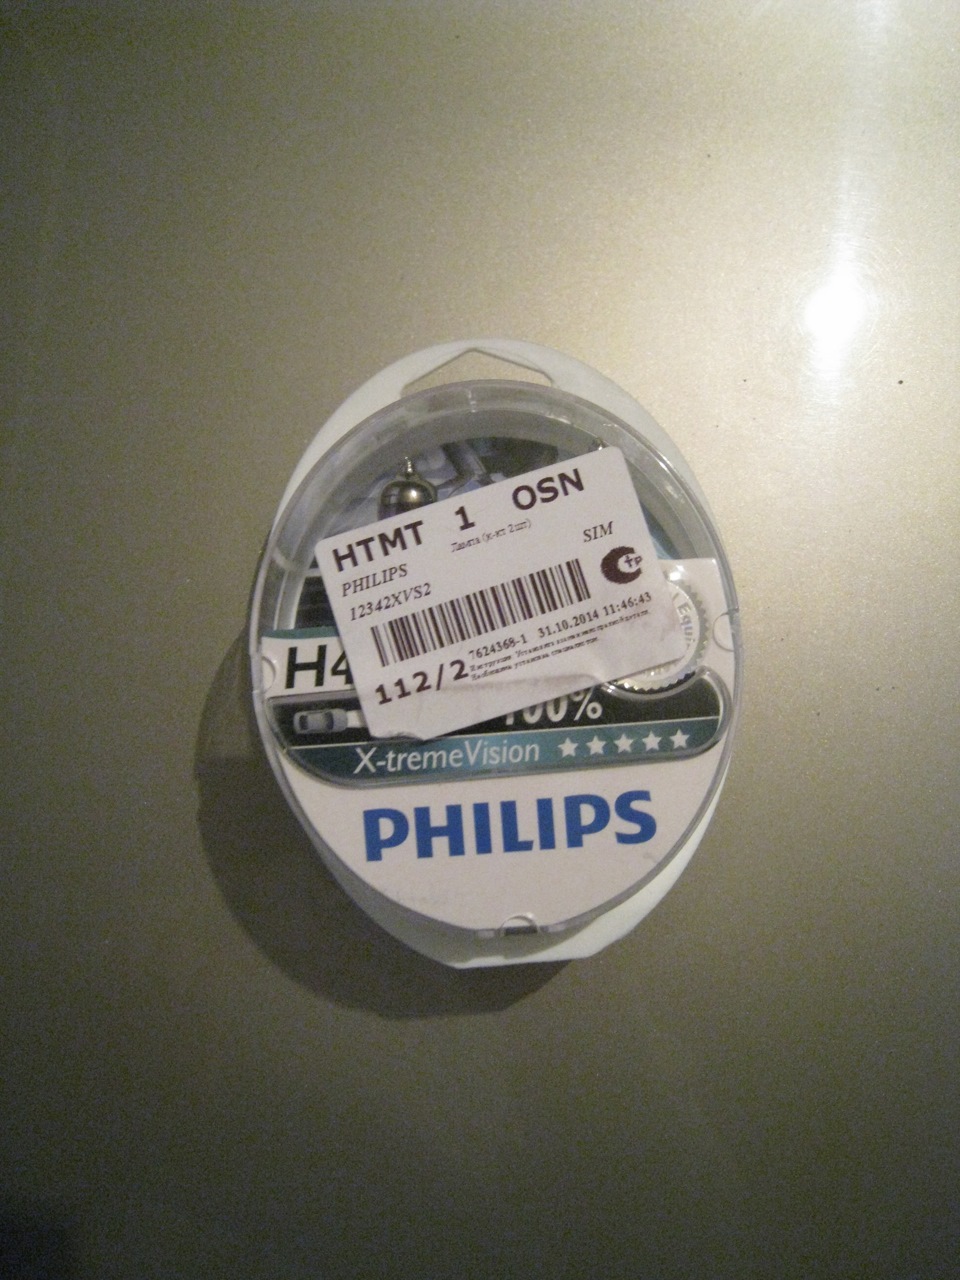 HTMT 1 OSN
Лампа (к-кт 2шт)
PHILIPS
SIM
12342XVS2
7624368-1 31.10.2014 11:46:43
112/2
H4
100%
X-tremeVision
PHILIPS